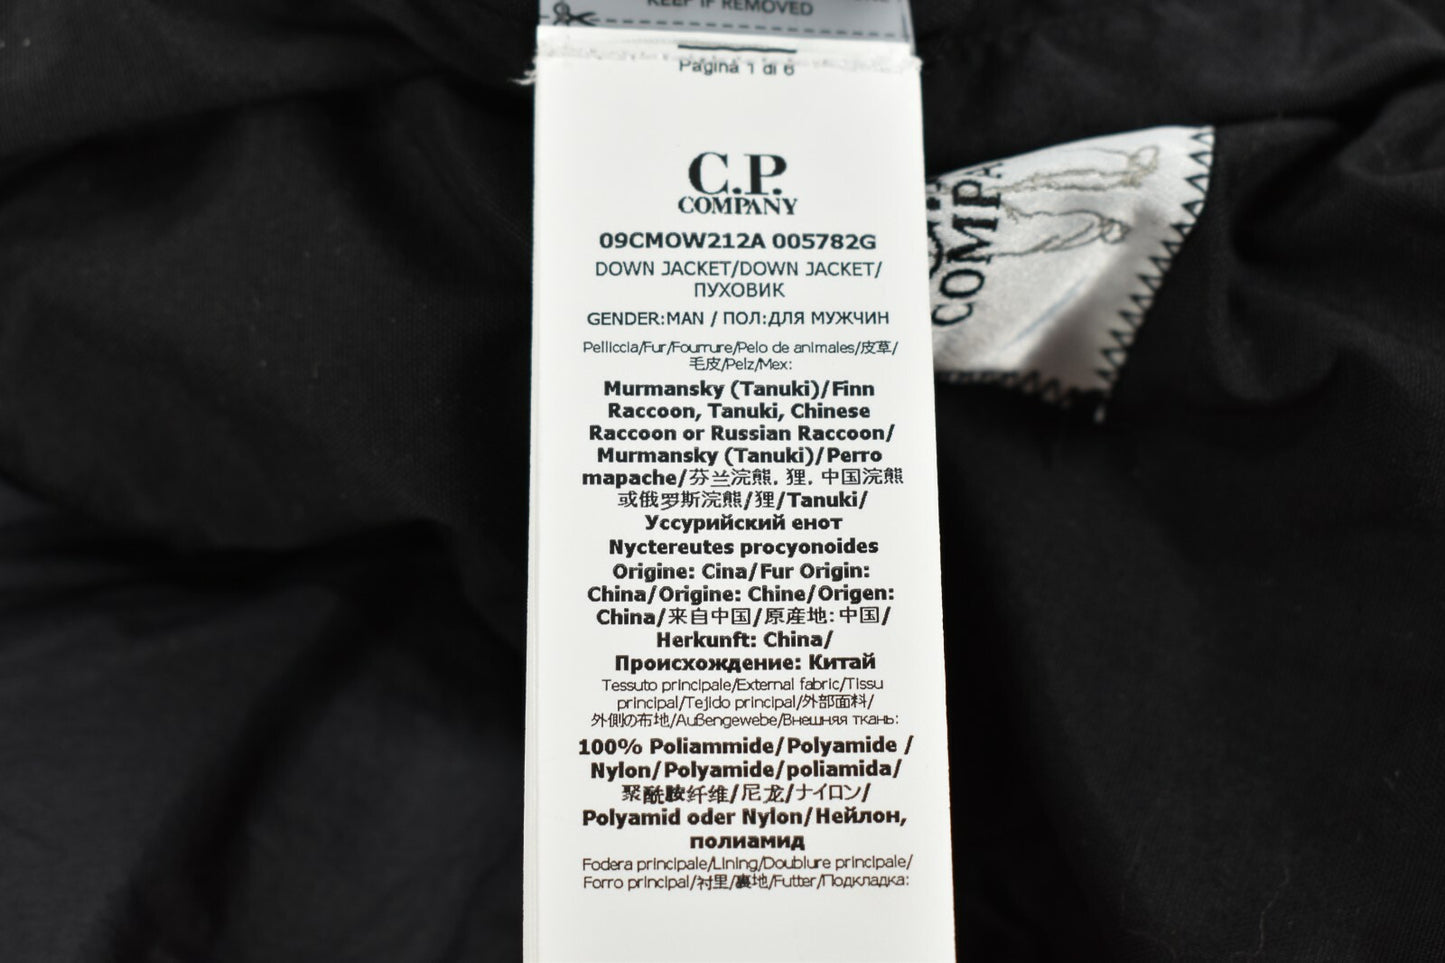 KEEP IF REMOVED
Pagina 1 di 6
C.P.
COMPANY
09CMOW212A 005782G
DOWN JACKET/DOWN JACKET/
ПУХОВИК
GENDER:MAN / ПОЛ:ДЛЯ МУЖЧИН
Pelliccia/Fur/Fourrure/Pelo de animales/皮草/
毛皮/Pelz/Mex:
Murmansky (Tanuki)/Finn
Raccoon, Tanuki, Chinese
Raccoon or Russian Raccoon/
Murmansky (Tanuki)/Perro
mapache/芬兰浣熊, 狸, 中国浣熊
或俄罗斯浣熊/狸/Tanuki/
Уссурийский енот
Nyctereutes procyonoides
Origine: Cina/Fur Origin:
China/Origine: Chine/Origen:
China/来自中国/原産地: 中国/
Herkunft: China/
Происхождение: Китай
Tessuto principale/External fabric/Tissu
principal/Tejido principal/外部面料/
外側の布地/Außengewebe/Внешняя ткань:
100% Poliammide/Polyamide /
Nylon/Polyamide/poliamida/
聚酰胺纤维/尼龙/ナイロン/
Polyamid oder Nylon/Нейлон,
полиамид
Fodera principale/Lining/Doublure principale/
Forro principal/衬里/裏地/Futter/Подкладка:
COMPA